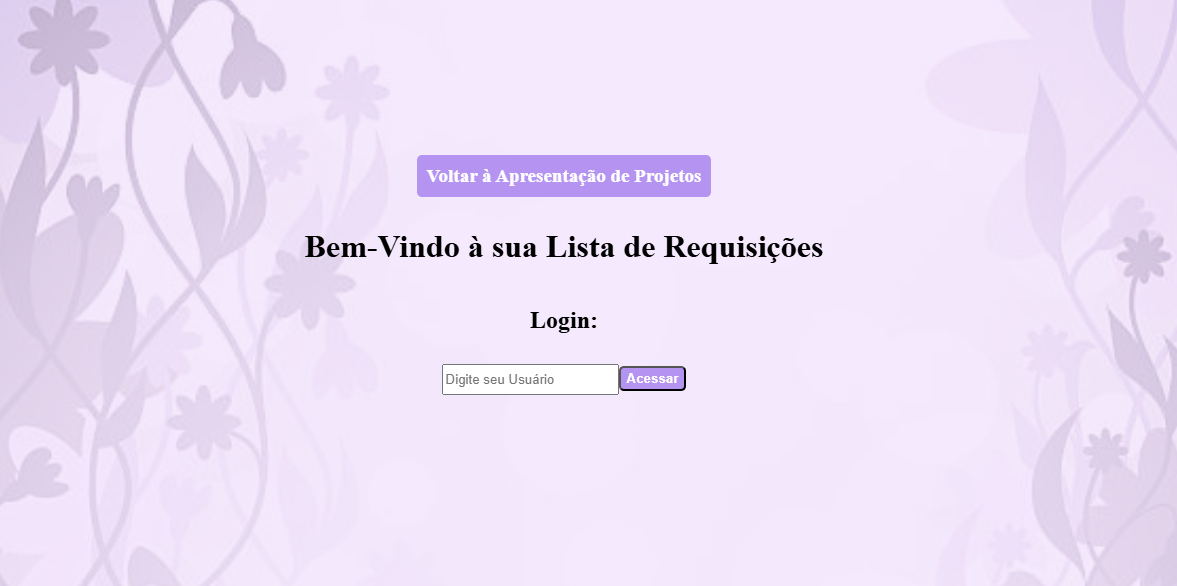 Voltar à Apresentação de Projetos
Bem-Vindo à sua Lista de Requisições
Login:
Digite seu Usuário Acessar